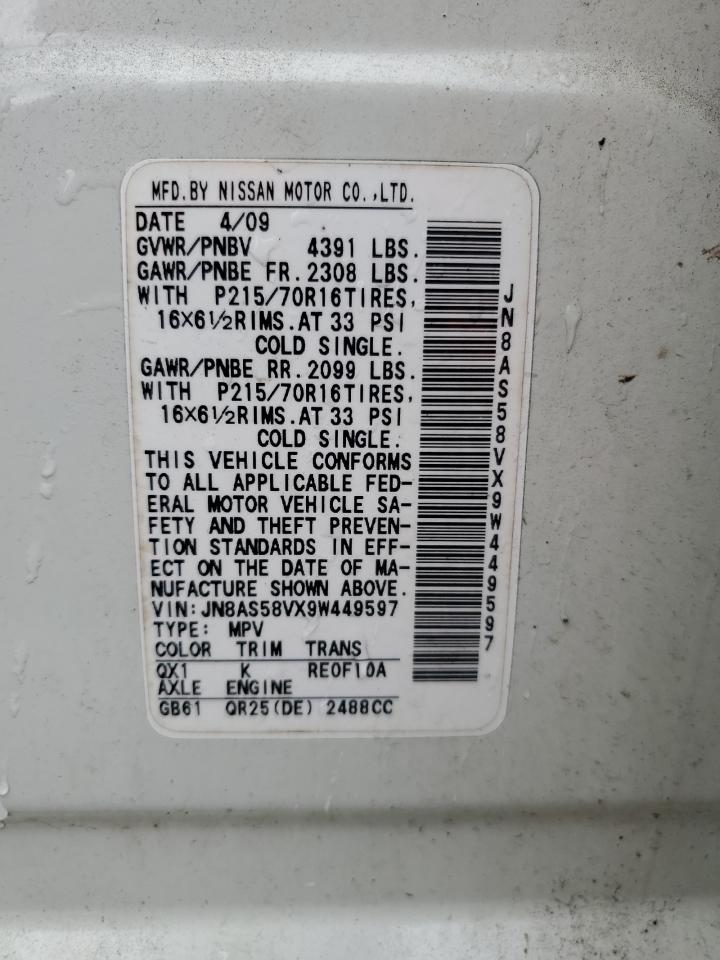 MFD.BY NISSAN MOTOR CO.,LTD.
DATE 4/09
GVWR/PNBV 4391 LBS.
GAWR/PNBE FR.2308 LBS.
WITH P215/70R16TIRES,
16X6½RIMS.AT 33 PSI
COLD SINGLE.
GAWR/PNBE RR.2099 LBS.
WITH P215/70R16TIRES,
16X6½RIMS.AT 33 PSI
COLD SINGLE.
THIS VEHICLE CONFORMS
TO ALL APPLICABLE FED-
ERAL MOTOR VEHICLE SA-
FETY AND THEFT PREVEN-
TION STANDARDS IN EFF-
ECT ON THE DATE OF MA-
NUFACTURE SHOWN ABOVE.
VIN:JN8AS58VX9W449597
TYPE: MPV
COLOR TRIM TRANS
QX1 K RE0F10A
AXLE ENGINE
GB61 QR25(DE) 2488CC
JN8AS58VX9W449597